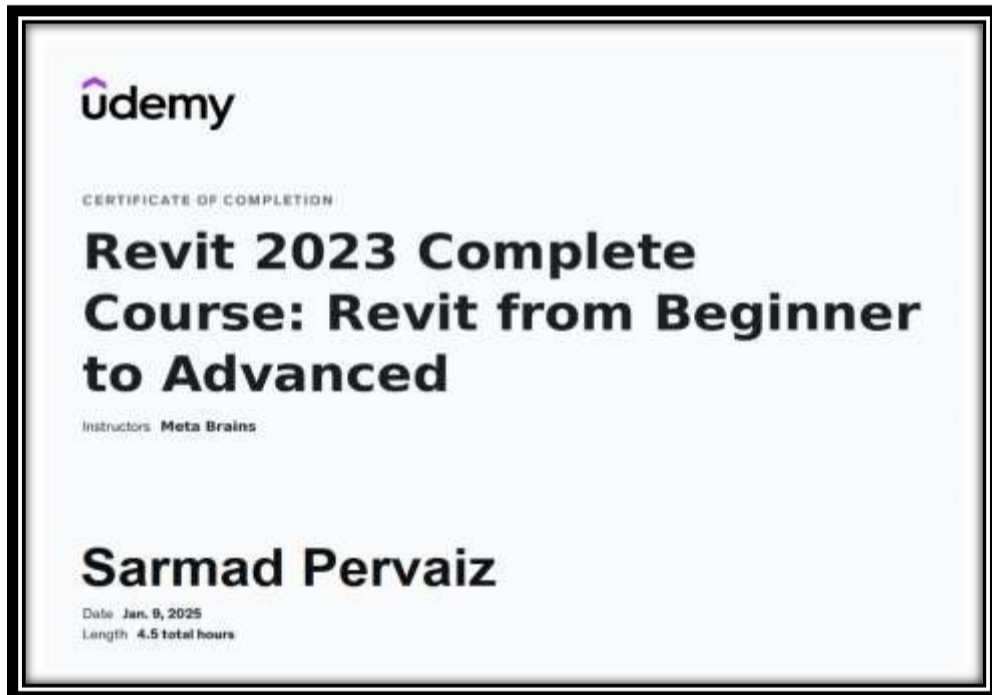 udemy
CERTIFICATE OF COMPLETION
Revit 2023 Complete
Course: Revit from Beginner
to Advanced
Instructors Meta Brains
Sarmad Pervaiz
Date Jan. 9, 2025
Length 4.5 total hours